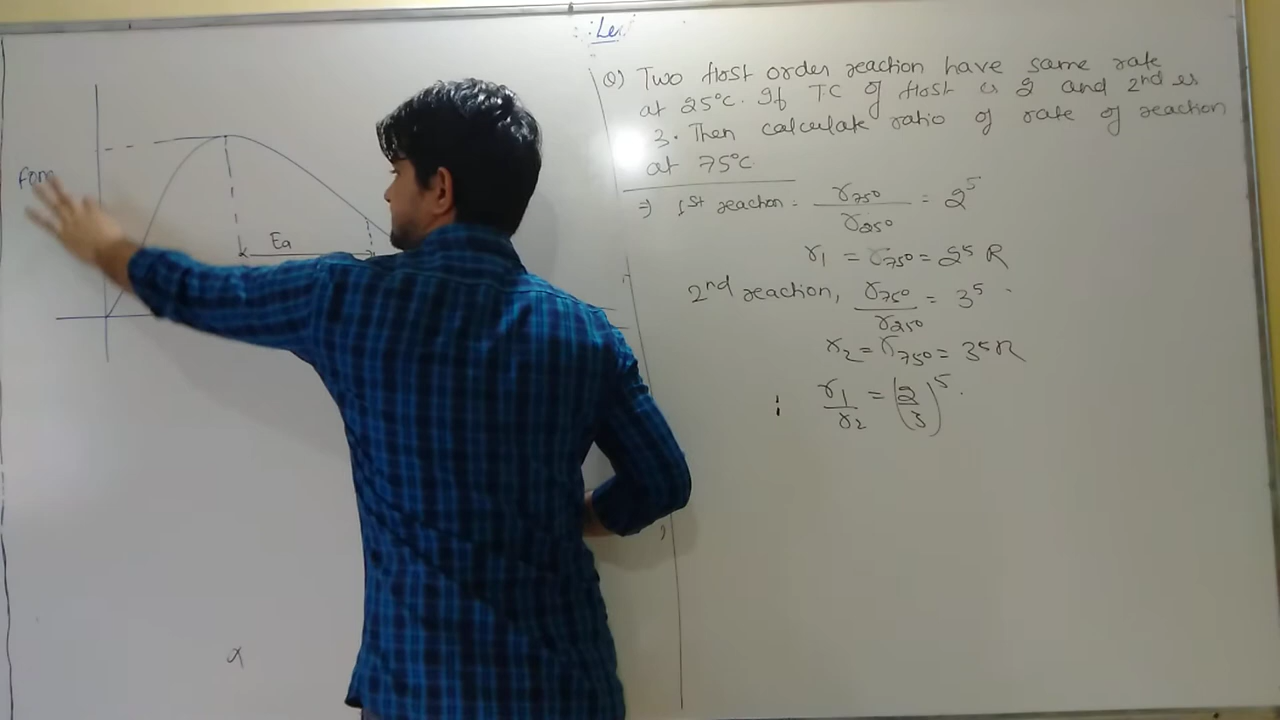 Le
Ea
x
Q) Two first order reaction have same rate
at 25°C. If TC of first is 2 and 2nd is
3. Then calculate ratio of rate of reaction
at 75°C
=> 1st reaction : r75° / r25° = 2^5
r1 = r75° = 2^5 R
2nd reaction, r75° / r25° = 3^5
r2 = r75° = 3^5 R
r1 / r2 = (2/3)^5